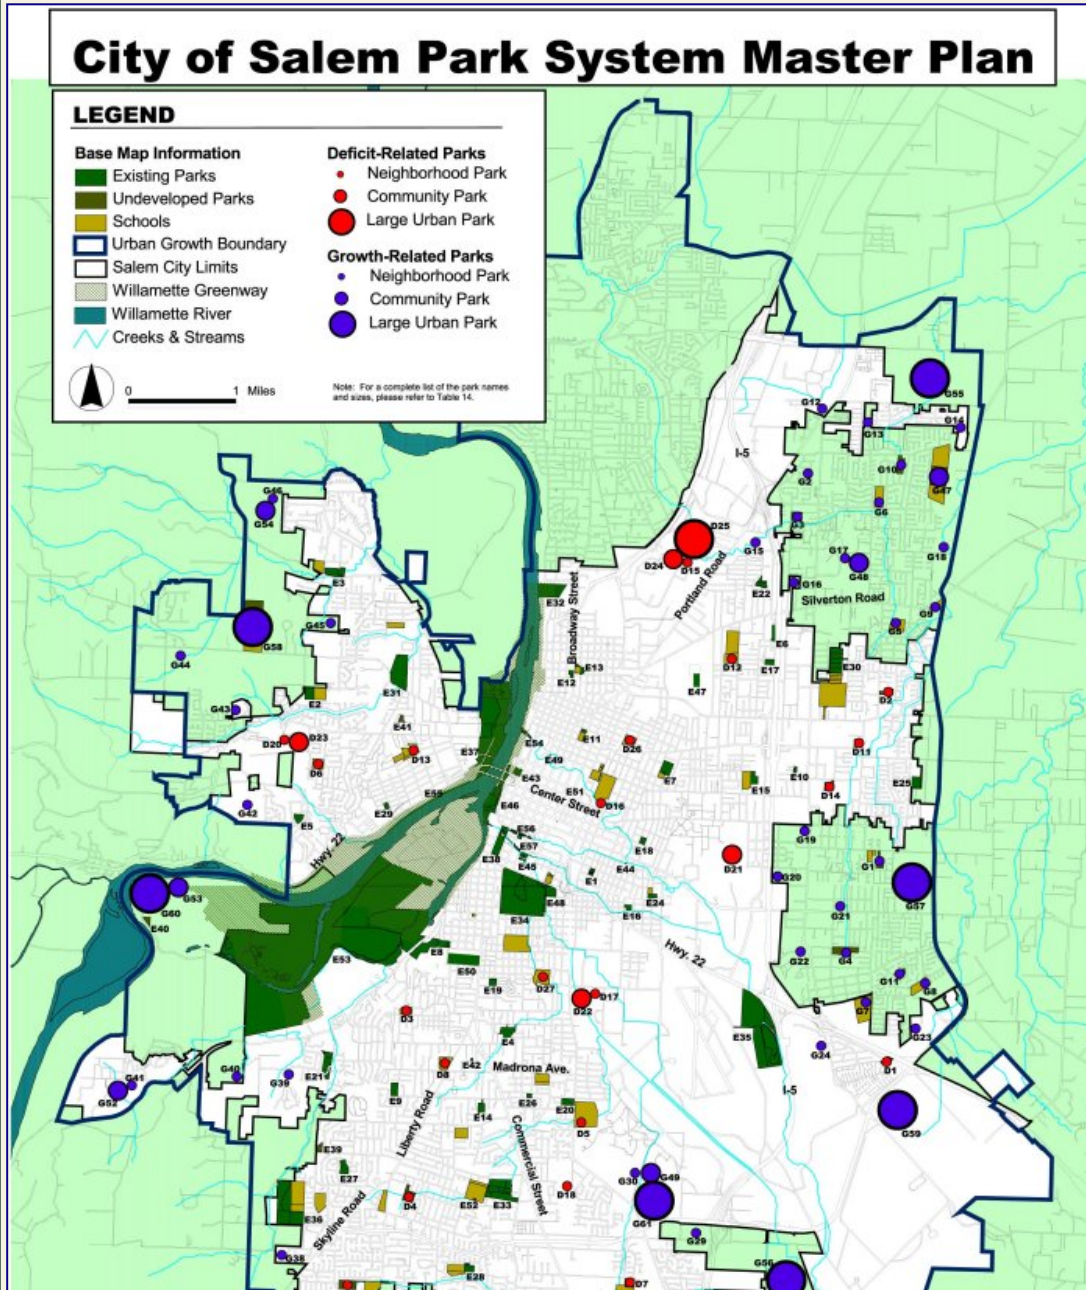 City of Salem Park System Master Plan
LEGEND
Base Map Information
Existing Parks
Undeveloped Parks
Schools
Urban Growth Boundary
Salem City Limits
Willamette Greenway
Willamette River
Creeks & Streams
Deficit-Related Parks
Neighborhood Park
Community Park
Large Urban Park
Growth-Related Parks
Neighborhood Park
Community Park
Large Urban Park
0 1 Miles
Note: For a complete list of the park names
and sizes, please refer to Table 14.
G55
G12
G14
G13
I-5
G10
G2
G47
G46
G54
G6
G3
D25
G15
G17
G18
D24
D15
G48
E3
G16
E22
Portland Road
Silverton Road
E32
Broadway Street
G9
G45
G5
G58
E6
G44
D12
E17
E30
E13
E12
E47
E31
D2
E2
G43
E41
D20
D23
E11
D26
D11
E37
E54
D13
E49
D6
E43
E7
E10
E25
E15
D14
E51
Center Street
D16
E55
E46
G42
E29
E5
E56
G19
Hwy. 22
E57
E18
E38
E45
D21
G1
E44
E1
G20
G57
G60
G53
E48
E24
E34
E16
G21
E40
E8
E53
E50
Hwy. 22
G22
G4
E19
D27
G11
G8
D17
D22
G7
D3
G23
E4
E35
G24
D8
E42
Madrona Ave.
D1
E21
G40
G39
G41
G52
I-5
E9
E26
E14
E20
G59
Liberty Road
D5
Commercial Street
E39
E27
G30
G49
D18
D4
E52
E33
E36
Skyline Road
G61
G29
G38
G56
E28
D7